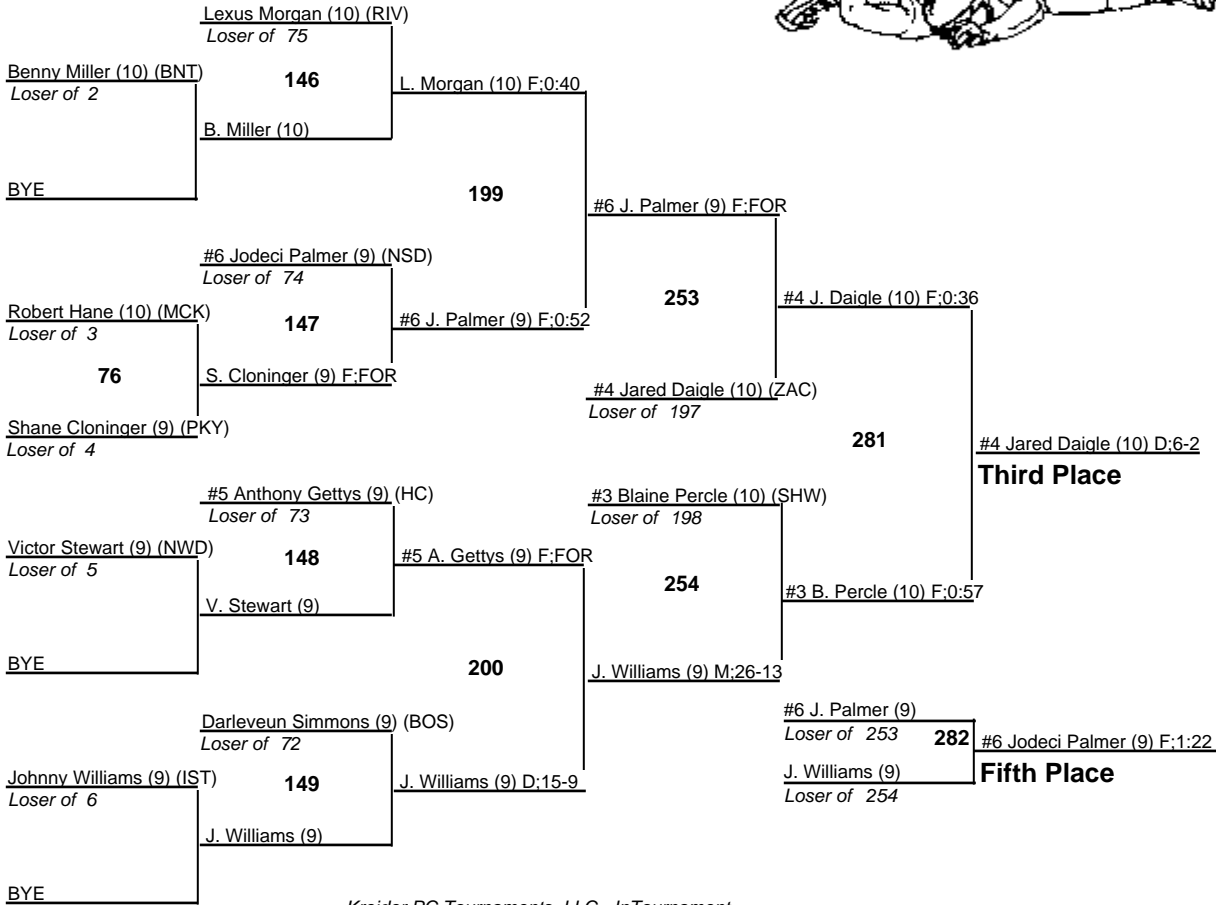 Lexus Morgan (10) (RIV)
Loser of 75
Benny Miller (10) (BNT)
Loser of 2
146
L. Morgan (10) F;0:40
B. Miller (10)
BYE
199
#6 J. Palmer (9) F;FOR
#6 Jodeci Palmer (9) (NSD)
Loser of 74
Robert Hane (10) (MCK)
Loser of 3
147
#6 J. Palmer (9) F;0:52
253
#4 J. Daigle (10) F;0:36
76
S. Cloninger (9) F;FOR
#4 Jared Daigle (10) (ZAC)
Loser of 197
Shane Cloninger (9) (PKY)
Loser of 4
281
#4 Jared Daigle (10) D;6-2
Third Place
#5 Anthony Gettys (9) (HC)
Loser of 73
#3 Blaine Percle (10) (SHW)
Loser of 198
Victor Stewart (9) (NWD)
Loser of 5
148
#5 A. Gettys (9) F;FOR
254
#3 B. Percle (10) F;0:57
V. Stewart (9)
BYE
200
J. Williams (9) M;26-13
Darleveun Simmons (9) (BOS)
Loser of 72
#6 J. Palmer (9)
Loser of 253
282
#6 Jodeci Palmer (9) F;1:22
Fifth Place
Johnny Williams (9) (IST)
Loser of 6
149
J. Williams (9) D;15-9
J. Williams (9)
Loser of 254
J. Williams (9)
BYE